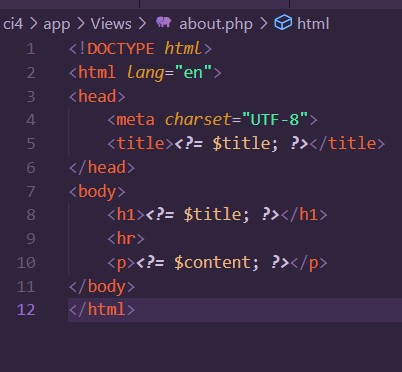 ci4 > app > Views > about.php > html
1 <!DOCTYPE html>
2 <html lang="en">
3 <head>
4     <meta charset="UTF-8">
5     <title><?= $title; ?></title>
6 </head>
7 <body>
8     <h1><?= $title; ?></h1>
9     <hr>
10     <p><?= $content; ?></p>
11 </body>
12 </html>